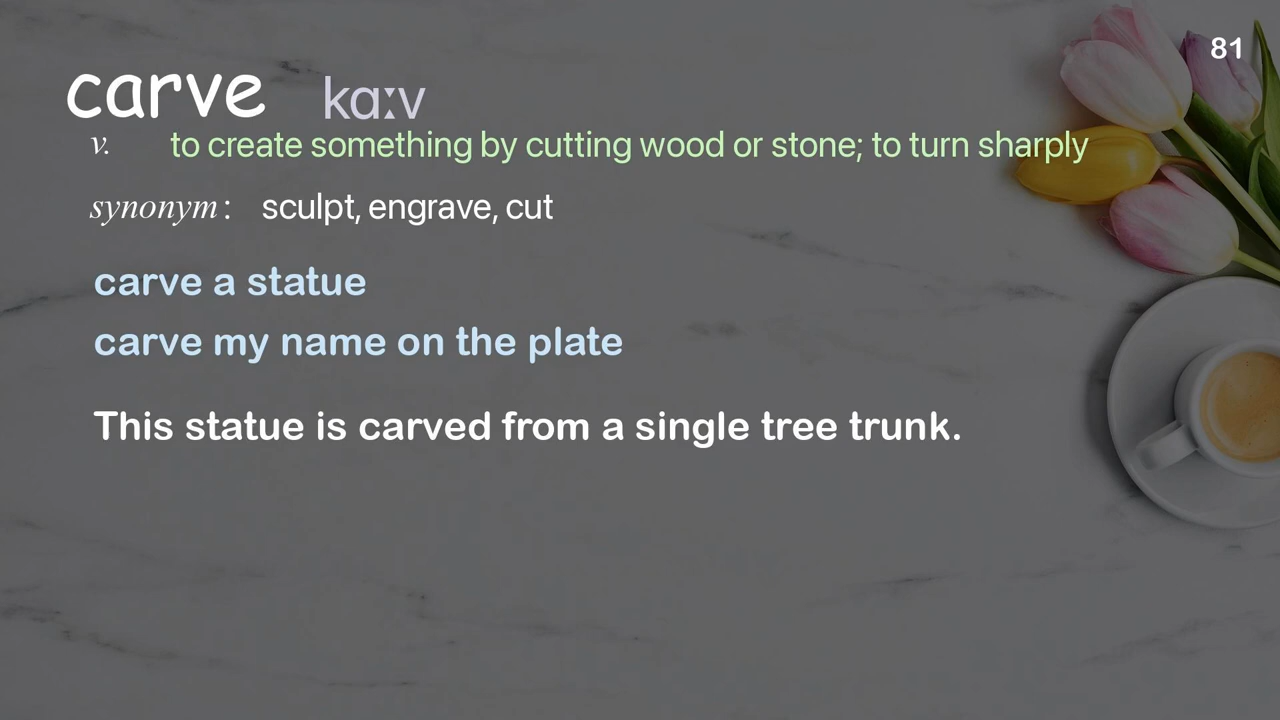 81
carve kɑːv
v. to create something by cutting wood or stone; to turn sharply
synonym: sculpt, engrave, cut
carve a statue
carve my name on the plate
This statue is carved from a single tree trunk.